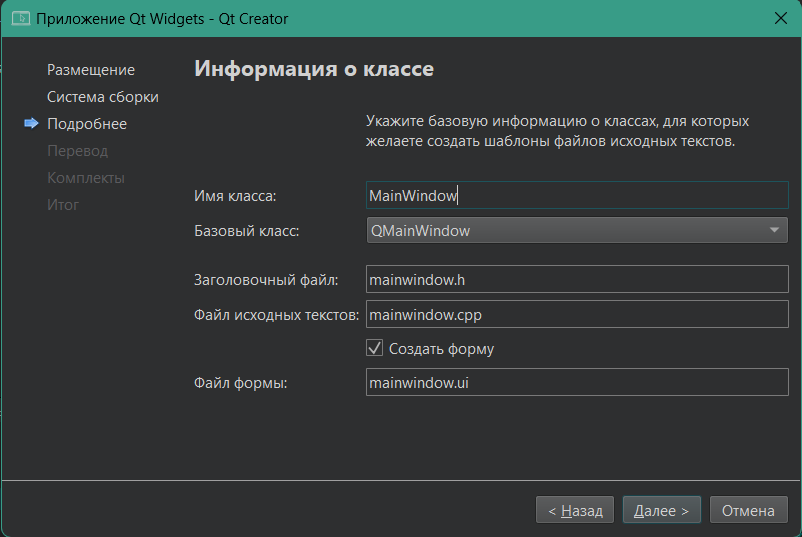 Приложение Qt Widgets - Qt Creator
Размещение
Система сборки
Подробнее
Перевод
Комплекты
Итог
Информация о классе
Укажите базовую информацию о классах, для которых
желаете создать шаблоны файлов исходных текстов.
Имя класса: MainWindow
Базовый класс: QMainWindow
Заголовочный файл: mainwindow.h
Файл исходных текстов: mainwindow.cpp
Создать форму
Файл формы: mainwindow.ui
< Назад Далее > Отмена